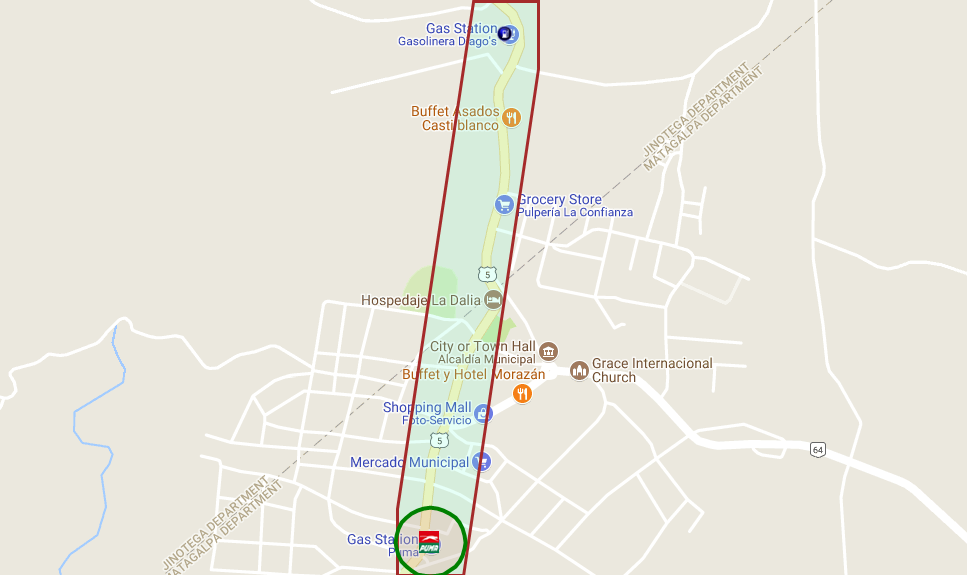 Gas Station
Gasolinera Diago's
JINOTEGA DEPARTMENT
MATAGALPA DEPARTMENT
Buffet Asados
Castilblanco
Grocery Store
Pulpería La Confianza
5
Hospedaje La Dalia
City or Town Hall
Alcaldía Municipal
Grace Internacional
Church
Buffet y Hotel Morazán
Shopping Mall
Foto-Servicio
5
64
Mercado Municipal
JINOTEGA DEPARTMENT
MATAGALPA DEPARTMENT
Gas Station
Puma
PUMA